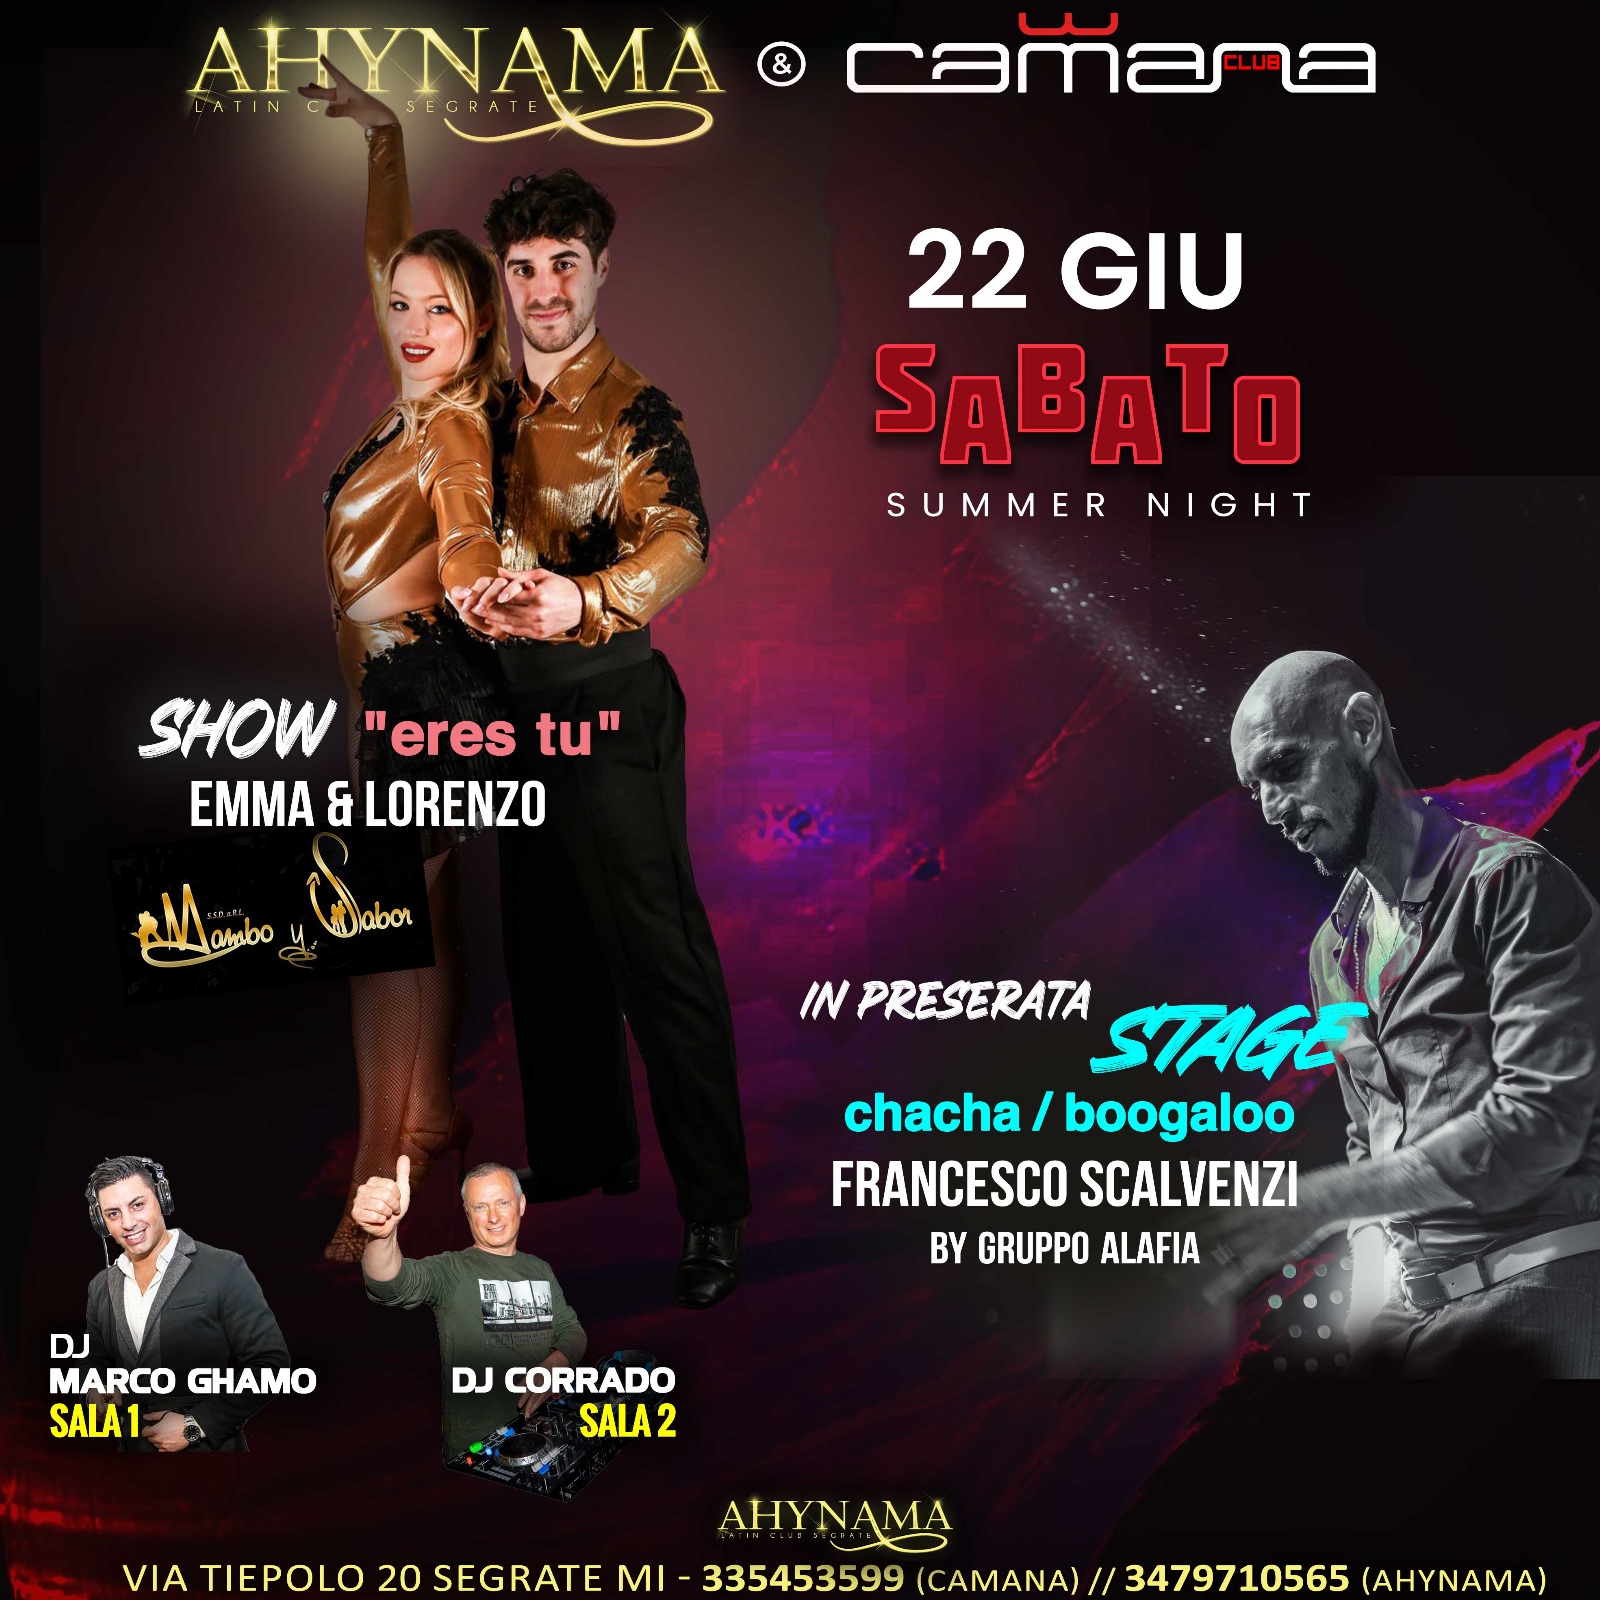 AHYNAMA & camana CLUB
LATIN C SEGRATE
22 GIU
SABATO
SUMMER NIGHT
SHOW "eres tu"
EMMA & LORENZO
S.S.D. a R.L.
Mambo y Sabor
IN PRESERATA
STAGE
chacha / boogaloo
FRANCESCO SCALVENZI
BY GRUPPO ALAFIA
DJ
MARCO GHAMO
SALA 1
DJ CORRADO
SALA 2
AHYNAMA
LATIN CLUB SEGRATE
VIA TIEPOLO 20 SEGRATE MI - 335453599 (CAMANA) // 3479710565 (AHYNAMA)